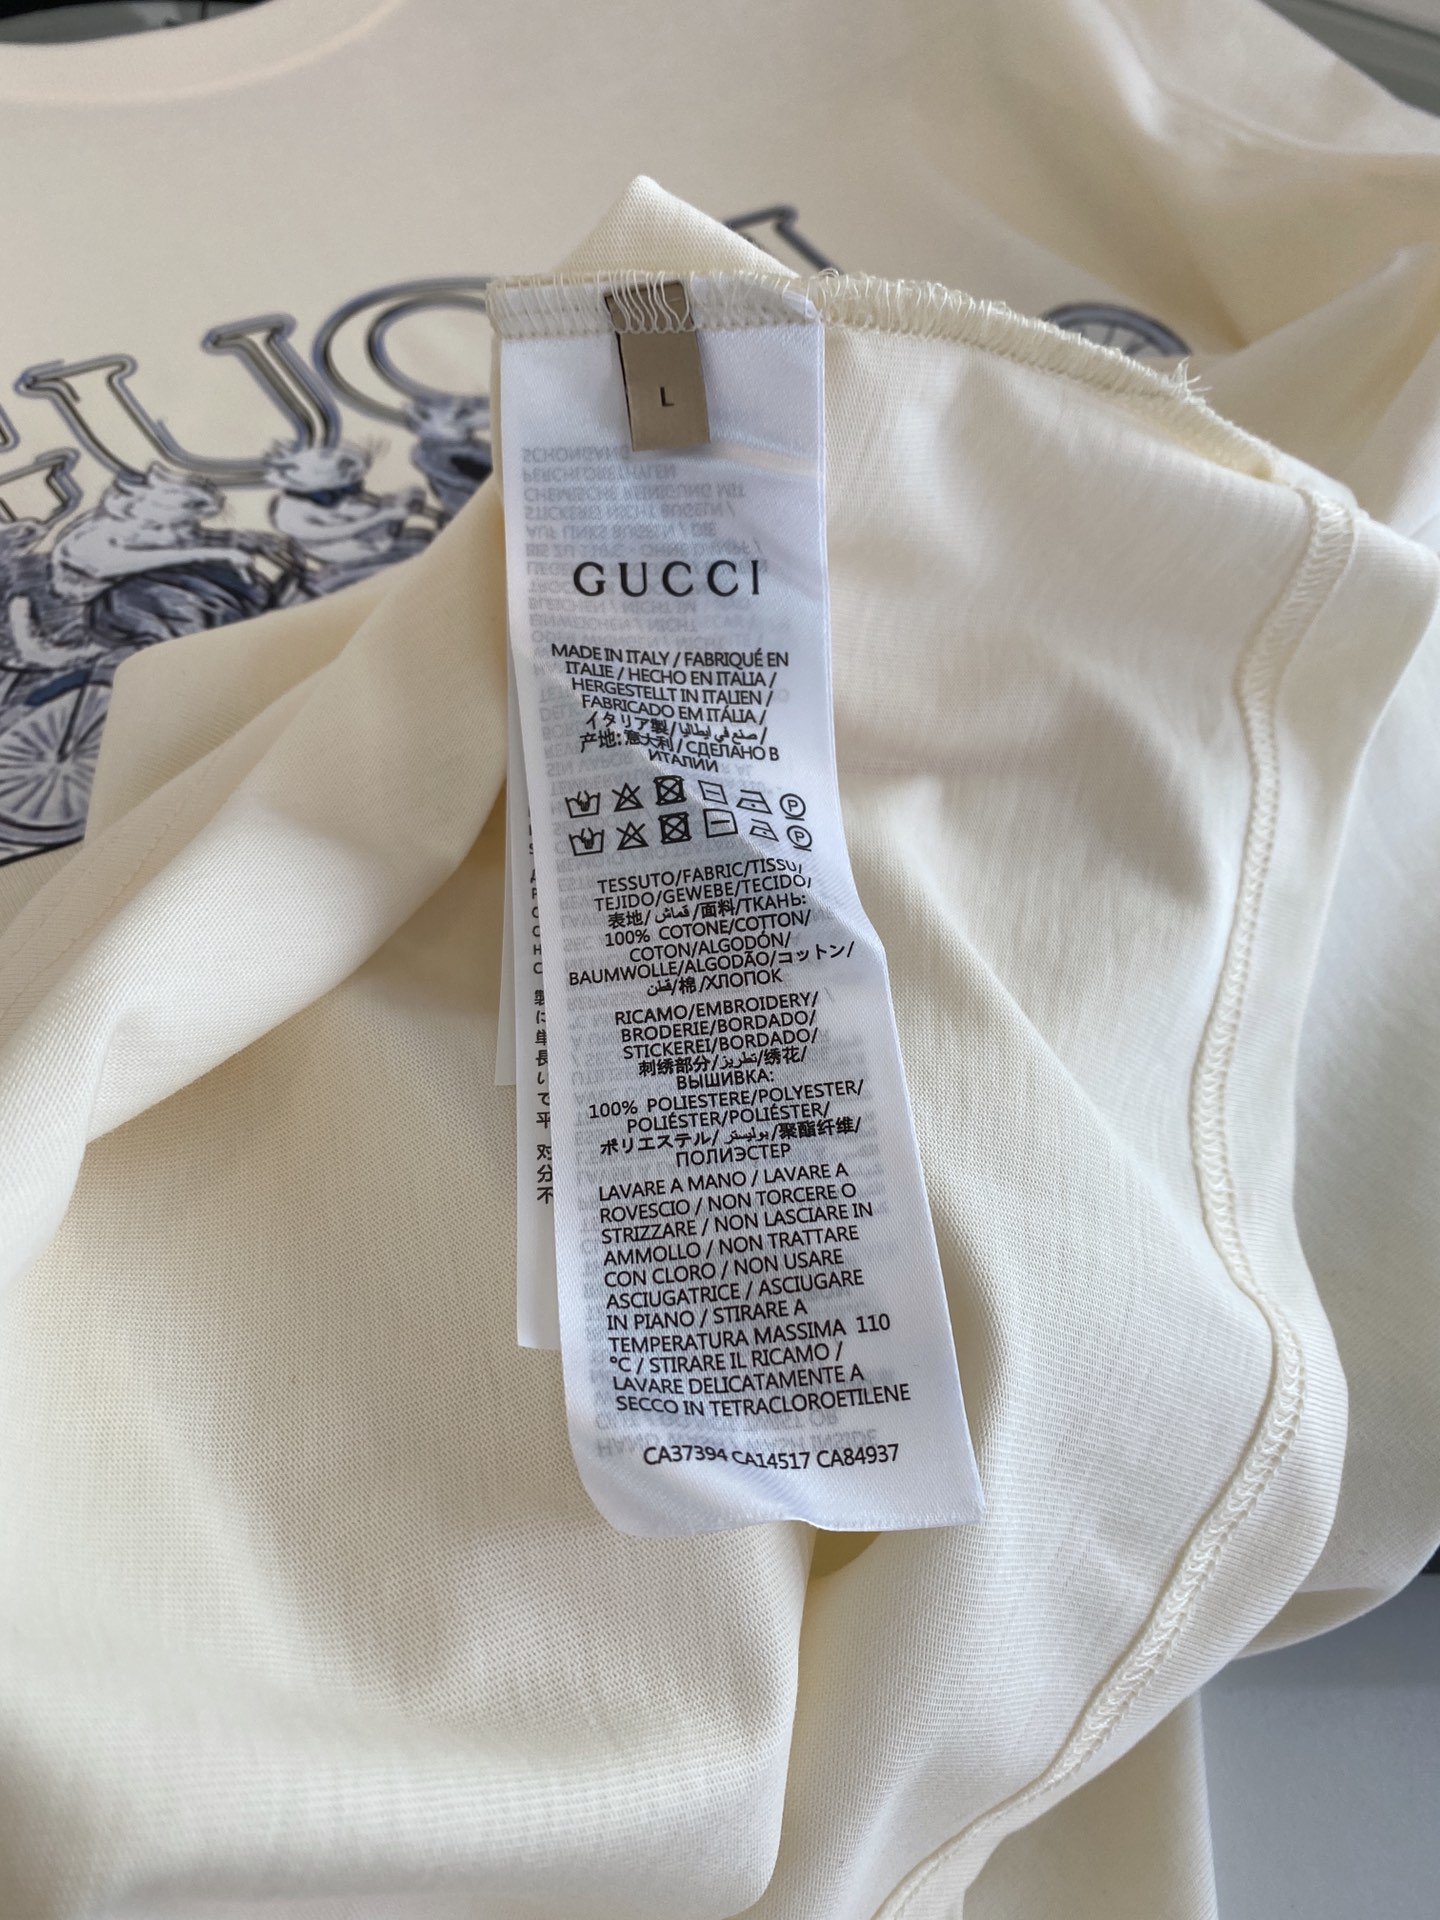 GUCCI
L
GUCCI
MADE IN ITALY / FABRIQUÉ EN
ITALIE / HECHO EN ITALIA /
HERGESTELLT IN ITALIEN /
FABRICADO EM ITÁLIA /
イタリア製 / صنع في إيطاليا /
产地: 意大利 / СДЕЛАНО В
ИТАЛИИ
TESSUTO/FABRIC/TISSU/
TEJIDO/GEWEBE/TECIDO/
表地/ قماش /面料/ТКАНЬ:
100% COTONE/COTTON/
COTON/ALGODÓN/
BAUMWOLLE/ALGODÃO/コットン/
قطن/棉/ХЛОПОК
RICAMO/EMBROIDERY/
BRODERIE/BORDADO/
STICKEREI/BORDADO/
刺绣部分/تطريز/绣花/
ВЫШИВКА:
100% POLIESTERE/POLYESTER/
POLIÉSTER/POLIÉSTER/
ポリエステル/ بوليستر /聚酯纤维/
ПОЛИЭСТЕР
LAVARE A MANO / LAVARE A
ROVESCIO / NON TORCERE O
STRIZZARE / NON LASCIARE IN
AMMOLLO / NON TRATTARE
CON CLORO / NON USARE
ASCIUGATRICE / ASCIUGARE
IN PIANO / STIRARE A
TEMPERATURA MASSIMA 110
°C / STIRARE IL RICAMO /
LAVARE DELICATAMENTE A
SECCO IN TETRACLOROETILENE
CA37394 CA14517 CA84937